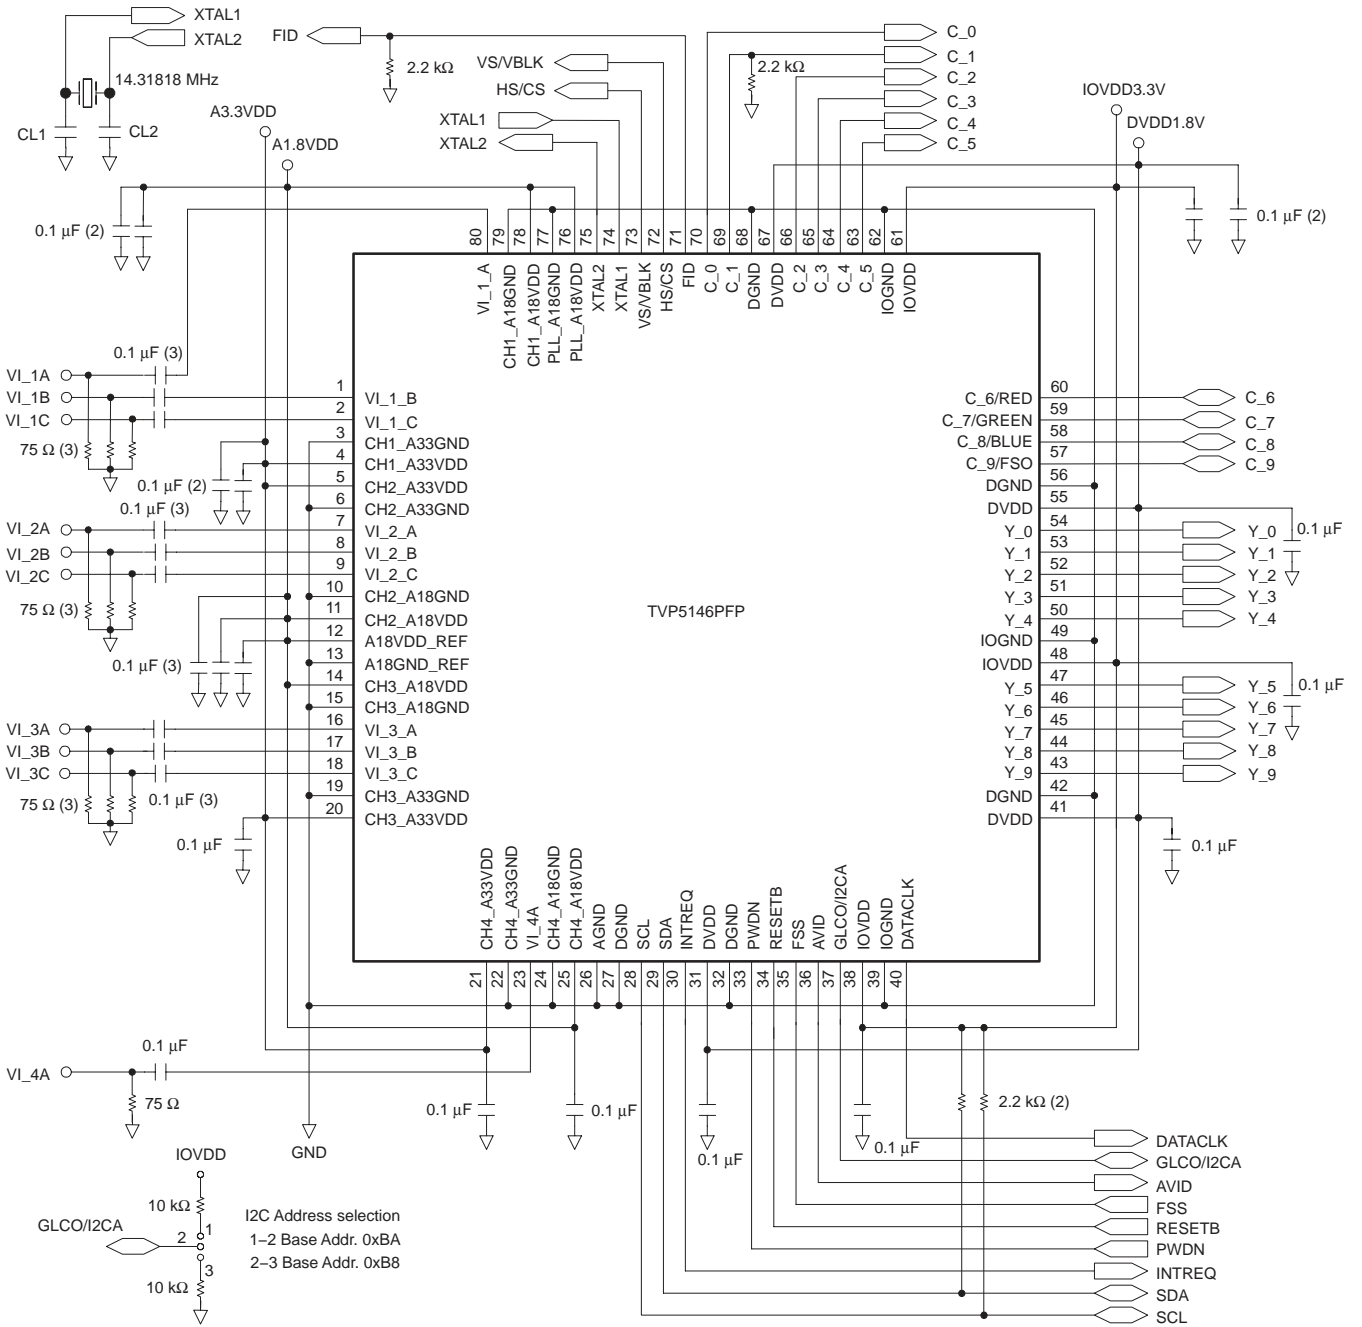 XTAL1
XTAL2
14.31818 MHz
CL1
CL2
FID
2.2 kΩ
VS/VBLK
HS/CS
XTAL1
XTAL2
2.2 kΩ
C_0
C_1
C_2
C_3
C_4
C_5
IOVDD3.3V
DVDD1.8V
A3.3VDD
A1.8VDD
0.1 µF (2)
0.1 µF (2)
80
79
78
77
76
75
74
73
72
71
70
69
68
67
66
65
64
63
62
61
VI_1_A
CH1_A18GND
CH1_A18VDD
PLL_A18GND
PLL_A18VDD
XTAL2
XTAL1
VS/VBLK
HS/CS
FID
C_0
C_1
DGND
DVDD
C_2
C_3
C_4
C_5
IOGND
IOVDD
0.1 µF (3)
VI_1A
VI_1B
VI_1C
75 Ω (3)
0.1 µF (2)
0.1 µF (3)
VI_2A
VI_2B
VI_2C
75 Ω (3)
0.1 µF (3)
VI_3A
VI_3B
VI_3C
75 Ω (3)
0.1 µF (3)
0.1 µF
1 VI_1_B
2 VI_1_C
3 CH1_A33GND
4 CH1_A33VDD
5 CH2_A33VDD
6 CH2_A33GND
7 VI_2_A
8 VI_2_B
9 VI_2_C
10 CH2_A18GND
11 CH2_A18VDD
12 A18VDD_REF
13 A18GND_REF
14 CH3_A18VDD
15 CH3_A18GND
16 VI_3_A
17 VI_3_B
18 VI_3_C
19 CH3_A33GND
20 CH3_A33VDD
TVP5146PFP
C_6/RED 60 C_6
C_7/GREEN 59 C_7
C_8/BLUE 58 C_8
C_9/FSO 57 C_9
DGND 56
DVDD 55
Y_0 54 Y_0 0.1 µF
Y_1 53 Y_1
Y_2 52 Y_2
Y_3 51 Y_3
Y_4 50 Y_4
IOGND 49
IOVDD 48
Y_5 47 Y_5 0.1 µF
Y_6 46 Y_6
Y_7 45 Y_7
Y_8 44 Y_8
Y_9 43 Y_9
DGND 42
DVDD 41
0.1 µF
CH4_A33VDD
CH4_A33GND
VI_4A
CH4_A18GND
CH4_A18VDD
AGND
DGND
SCL
SDA
INTREQ
DVDD
DGND
PWDN
RESETB
FSS
AVID
GLCO/I2CA
IOVDD
IOGND
DATACLK
21
22
23
24
25
26
27
28
29
30
31
32
33
34
35
36
37
38
39
40
VI_4A
0.1 µF
75 Ω
0.1 µF
0.1 µF
0.1 µF
0.1 µF
2.2 kΩ (2)
GND
DATACLK
GLCO/I2CA
AVID
FSS
RESETB
PWDN
INTREQ
SDA
SCL
IOVDD
10 kΩ
GLCO/I2CA
1
2
3
10 kΩ
I2C Address selection
1–2 Base Addr. 0xBA
2–3 Base Addr. 0xB8